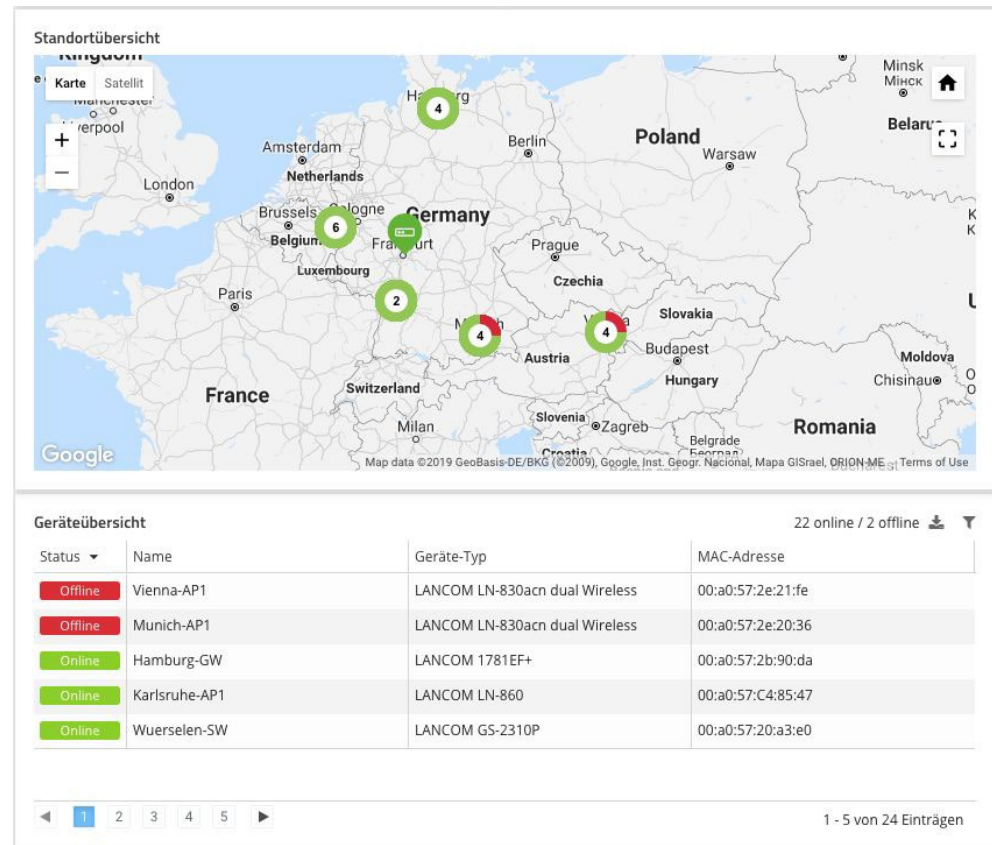 Standortübersicht
Kingdom
Karte Satellit
Manchester
Liverpool
London
Amsterdam
Netherlands
Brussels
Belgium
Luxembourg
Paris
France
4
Berlin
Germany
6
2
4
4
Poland
Warsaw
Minsk
Мінск
Belarus
Prague
Czechia
Slovakia
Budapest
Hungary
Austria
Switzerland
Milan
Slovenia
Zagreb
Croatia
Belgrade
Београд
Moldova
Chisinau
Romania
Google
Map data ©2019 GeoBasis-DE/BKG (©2009), Google, Inst. Geogr. Nacional, Mapa GISrael, ORION-ME
Terms of Use
Geräteübersicht 22 online / 2 offline
Status Name Geräte-Typ MAC-Adresse
Offline Vienna-AP1 LANCOM LN-830acn dual Wireless 00:a0:57:2e:21:fe
Offline Munich-AP1 LANCOM LN-830acn dual Wireless 00:a0:57:2e:20:36
Online Hamburg-GW LANCOM 1781EF+ 00:a0:57:2b:90:da
Online Karlsruhe-AP1 LANCOM LN-860 00:a0:57:C4:85:47
Online Wuerselen-SW LANCOM GS-2310P 00:a0:57:20:a3:e0
1 2 3 4 5 1 - 5 von 24 Einträgen